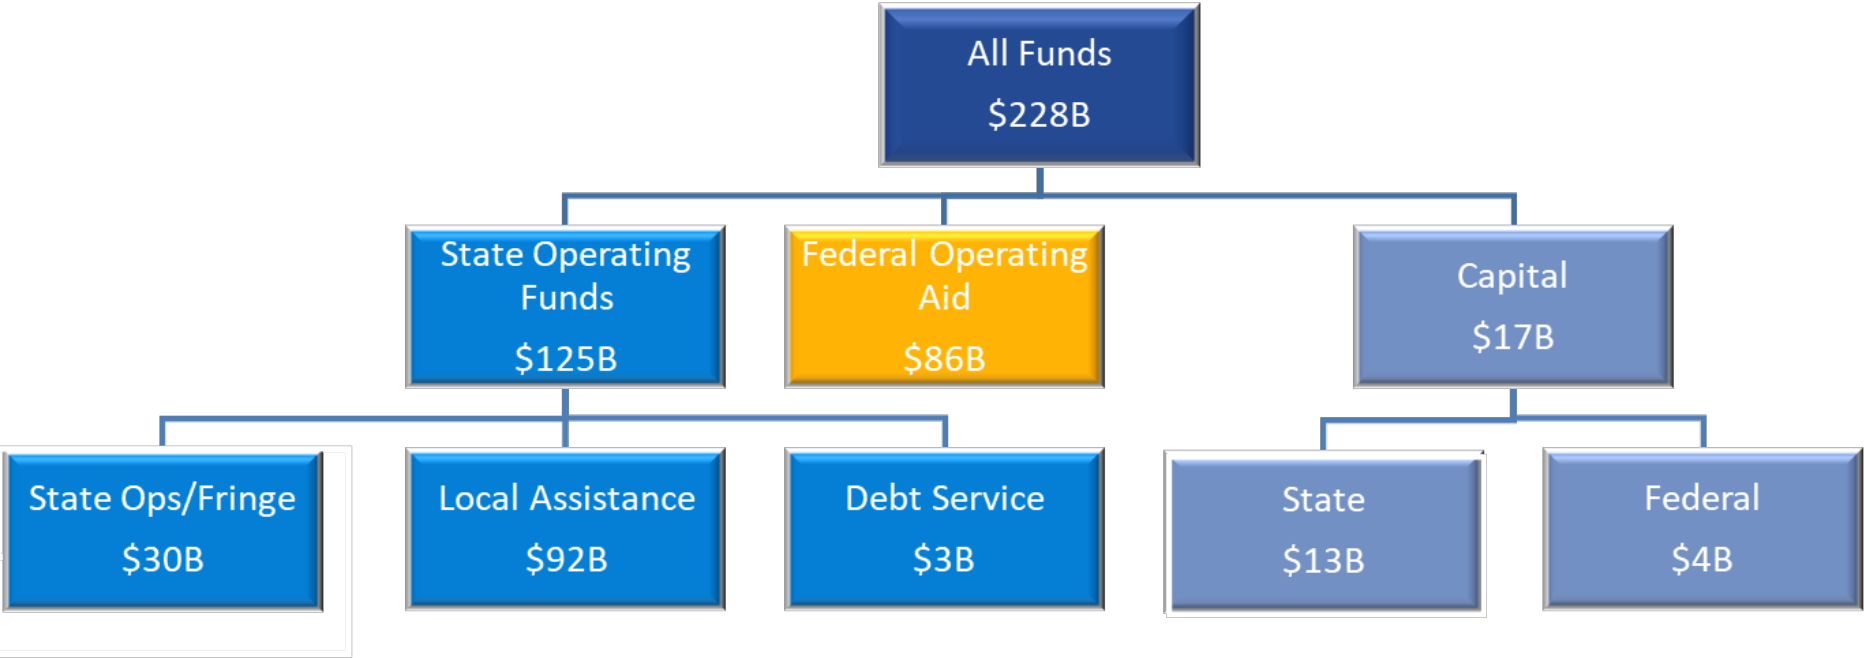 All Funds
$228B
State Operating
Funds
$125B
Federal Operating
Aid
$86B
Capital
$17B
State Ops/Fringe
$30B
Local Assistance
$92B
Debt Service
$3B
State
$13B
Federal
$4B